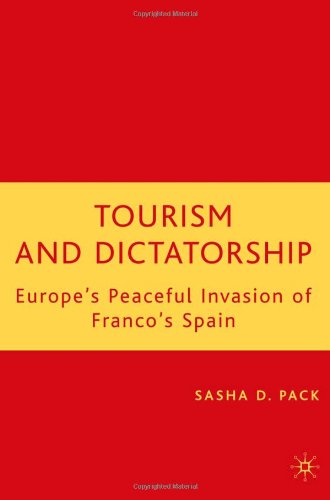 TOURISM
AND DICTATORSHIP
Europe's Peaceful Invasion of
Franco's Spain
SASHA D. PACK